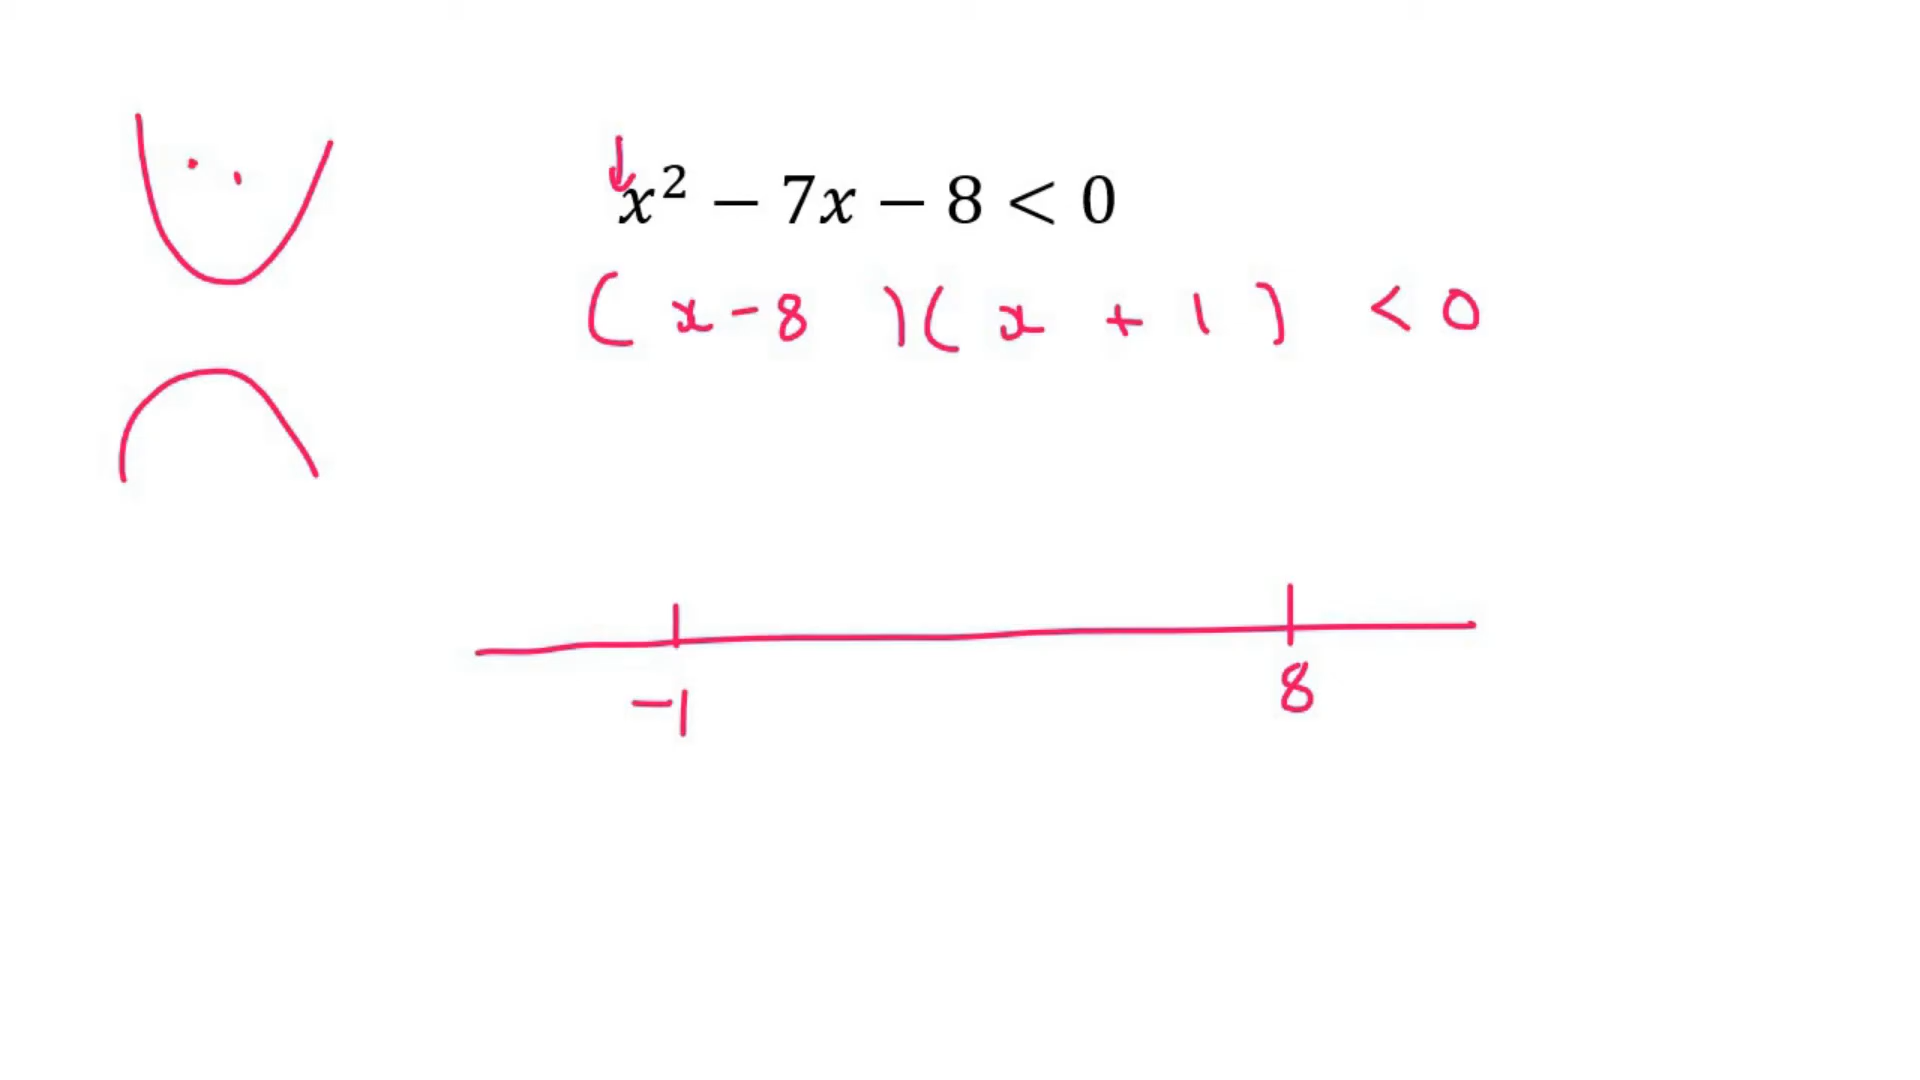 x² − 7x − 8 < 0
(x - 8)(x + 1) < 0
-1 8